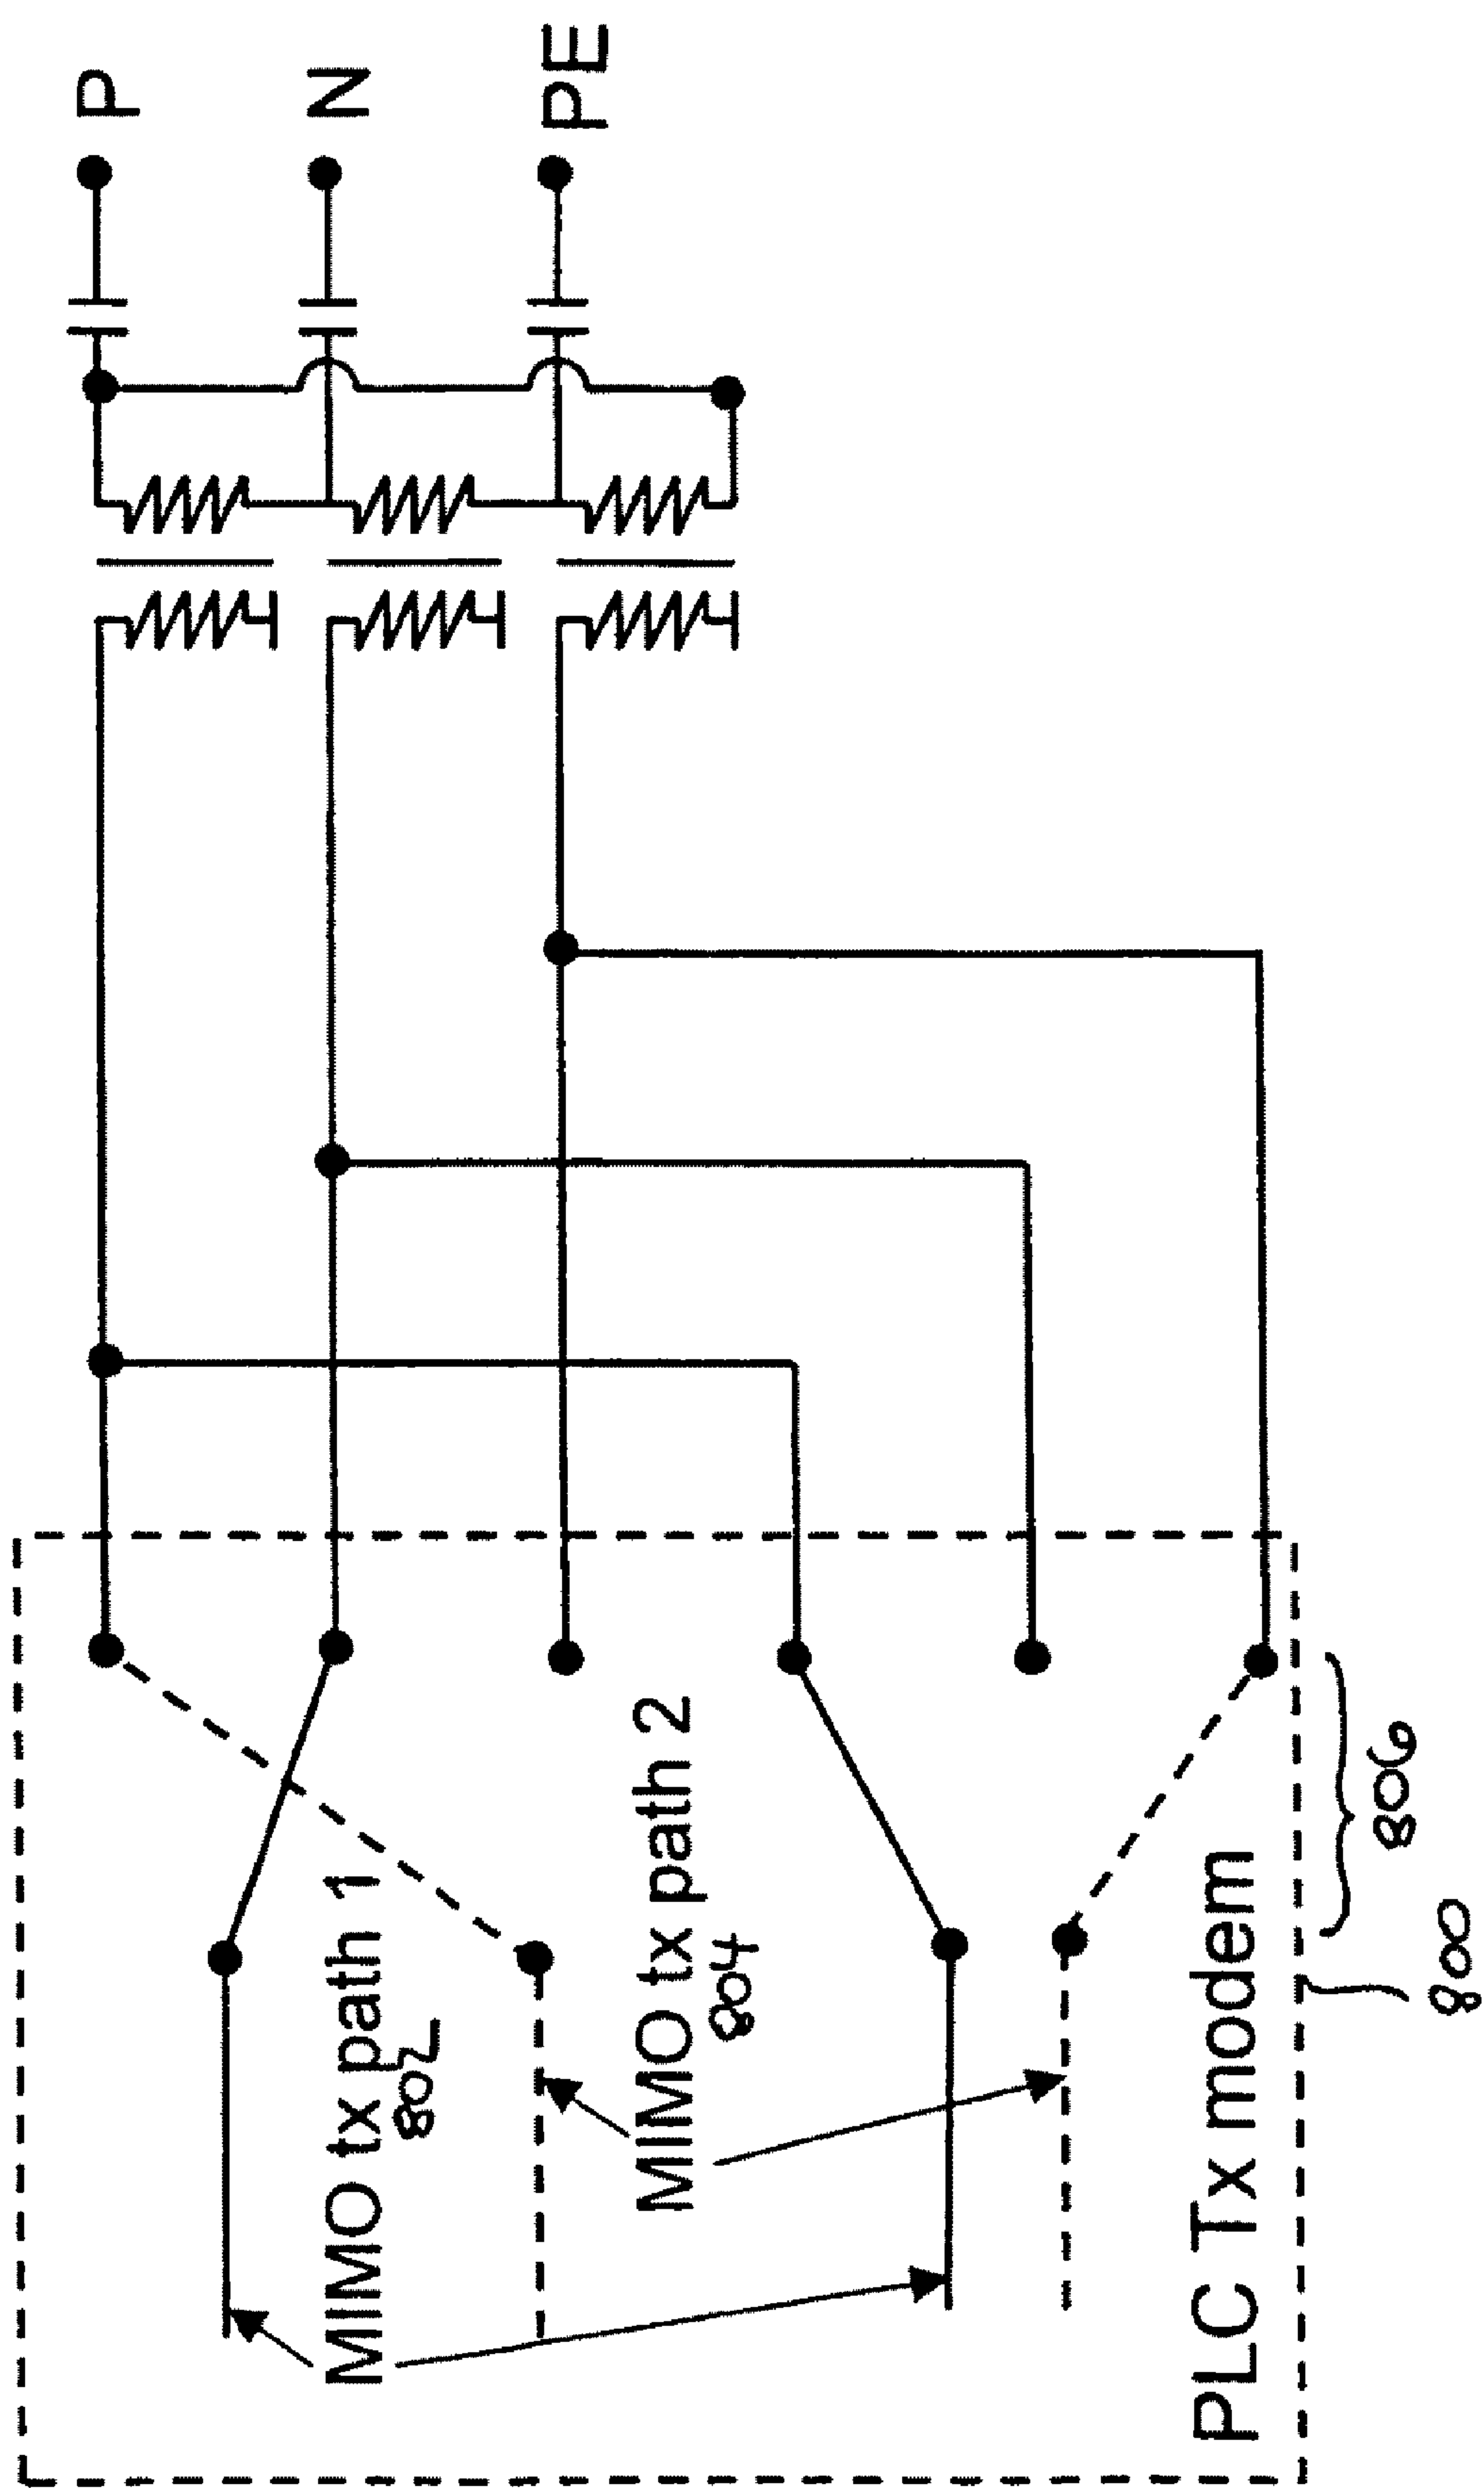 P
N
PE
MIMO tx path 1
802
MIMO tx path 2
804
PLC Tx modem
806
800